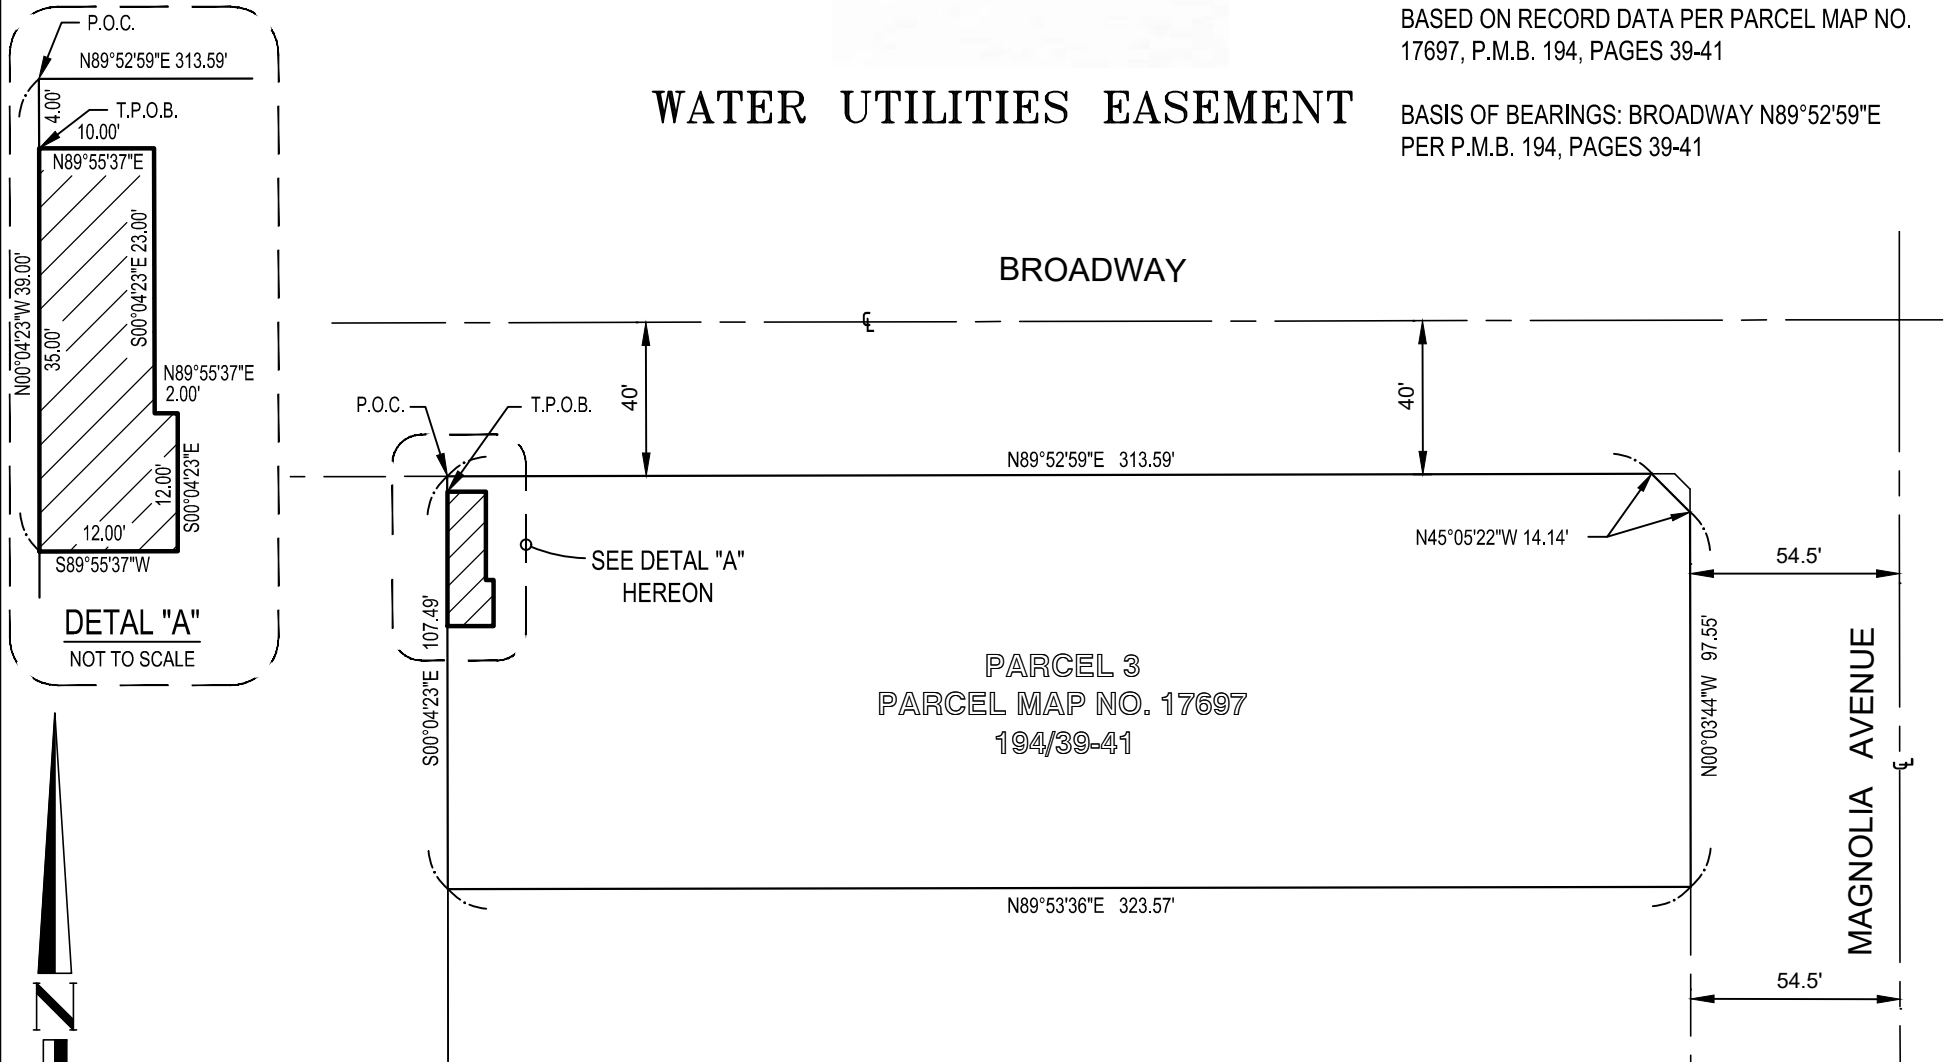 P.O.C.
N89°52'59"E 313.59'
4.00'
T.P.O.B.
10.00'
N89°55'37"E
S00°04'23"E 23.00'
N00°04'23"W 39.00'
35.00'
N89°55'37"E
2.00'
12.00'
S00°04'23"E
12.00'
S89°55'37"W
DETAL "A"
NOT TO SCALE
N
WATER UTILITIES EASEMENT
BASED ON RECORD DATA PER PARCEL MAP NO.
17697, P.M.B. 194, PAGES 39-41
BASIS OF BEARINGS: BROADWAY N89°52'59"E
PER P.M.B. 194, PAGES 39-41
BROADWAY
℄
40'
40'
P.O.C.
T.P.O.B.
N89°52'59"E 313.59'
N45°05'22"W 14.14'
SEE DETAL "A"
HEREON
54.5'
S00°04'23"E 107.49'
PARCEL 3
PARCEL MAP NO. 17697
194/39-41
N00°03'44"W 97.55'
MAGNOLIA AVENUE
℄
N89°53'36"E 323.57'
54.5'